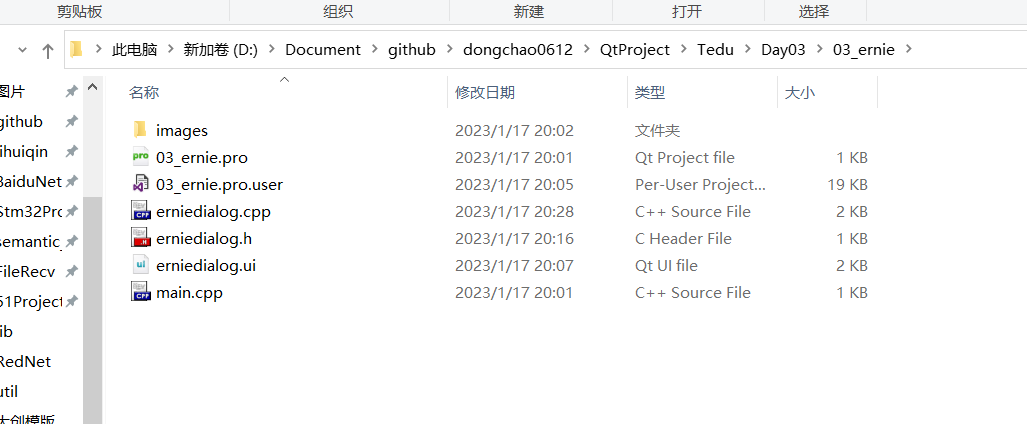 剪贴板 组织 新建 打开 选择
此电脑 新加卷 (D:) Document github dongchao0612 QtProject Tedu Day03 03_ernie
名称 修改日期 类型 大小
图片
github
ihuiqin
BaiduNet
Stm32Pro
semantic_
FileRecv
51Project
lib
RedNet
util
大创模版
images 2023/1/17 20:02 文件夹
03_ernie.pro 2023/1/17 20:01 Qt Project file 1 KB
03_ernie.pro.user 2023/1/17 20:05 Per-User Project... 19 KB
erniedialog.cpp 2023/1/17 20:28 C++ Source File 2 KB
erniedialog.h 2023/1/17 20:16 C Header File 1 KB
erniedialog.ui 2023/1/17 20:07 Qt UI file 2 KB
main.cpp 2023/1/17 20:01 C++ Source File 1 KB